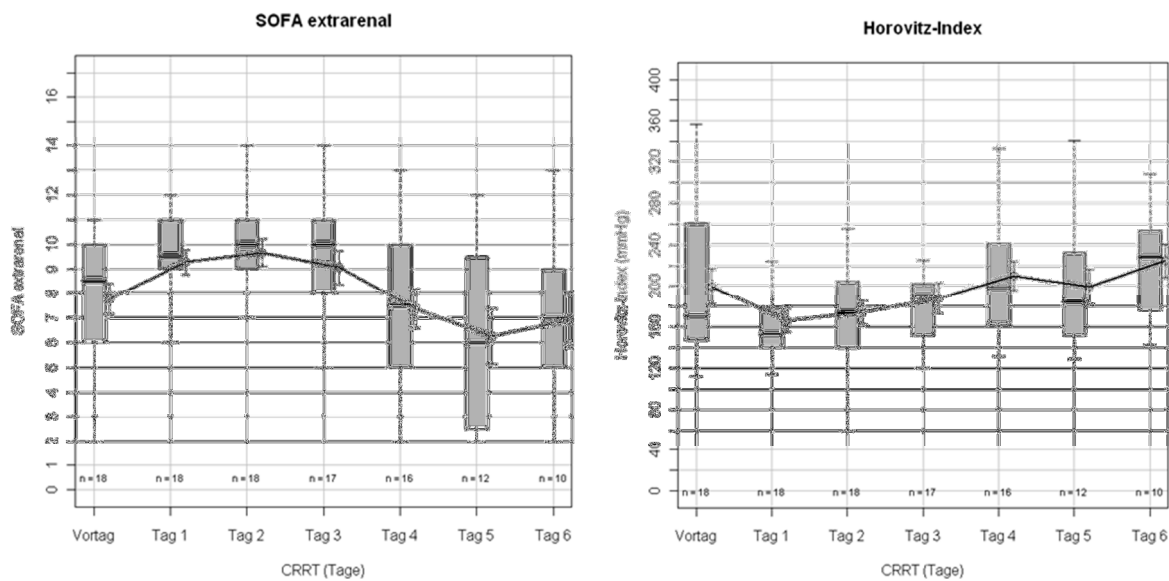 SOFA extrarenal
SOFA extrarenal
16
14
12
10
9
8
7
6
5
4
3
2
1
0
n = 18 n = 18 n = 18 n = 17 n = 16 n = 12 n = 10
Vortag Tag 1 Tag 2 Tag 3 Tag 4 Tag 5 Tag 6
CRRT (Tage)
Horovitz-Index
Horovitz-Index (mmHg)
400
360
320
280
240
200
160
120
80
40
0
n = 18 n = 18 n = 18 n = 17 n = 16 n = 12 n = 10
Vortag Tag 1 Tag 2 Tag 3 Tag 4 Tag 5 Tag 6
CRRT (Tage)